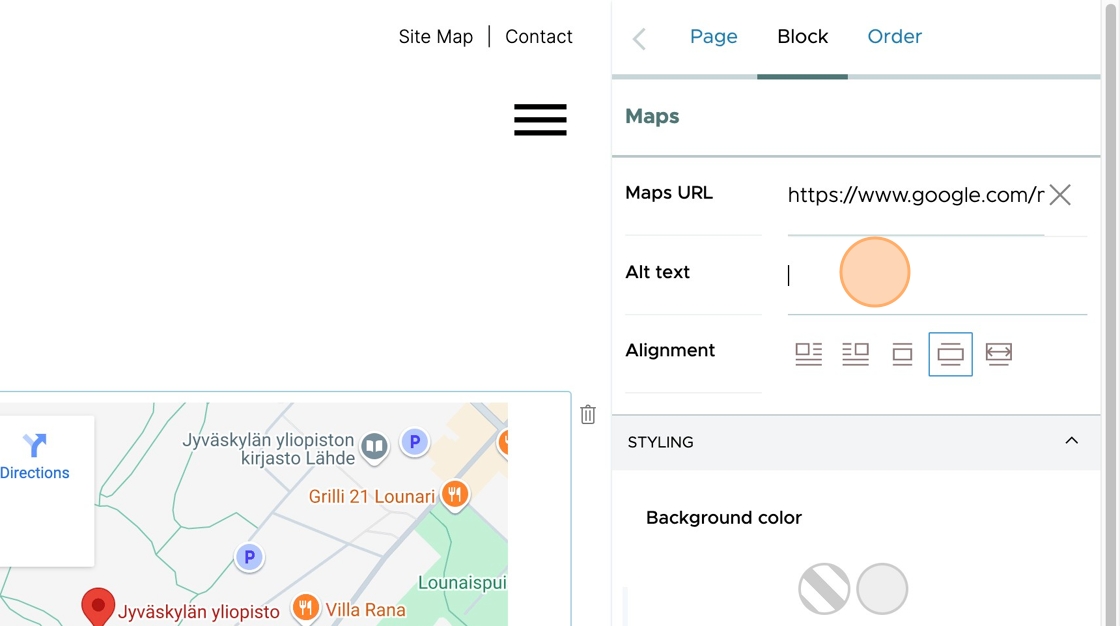 Site Map | Contact
Page Block Order
Maps
Maps URL https://www.google.com/r
Alt text
Alignment
STYLING
Background color
Directions
Jyväskylän yliopiston
kirjasto Lähde
P
Grilli 21 Lounari
P
Lounaispui
Jyväskylän yliopisto
Villa Rana